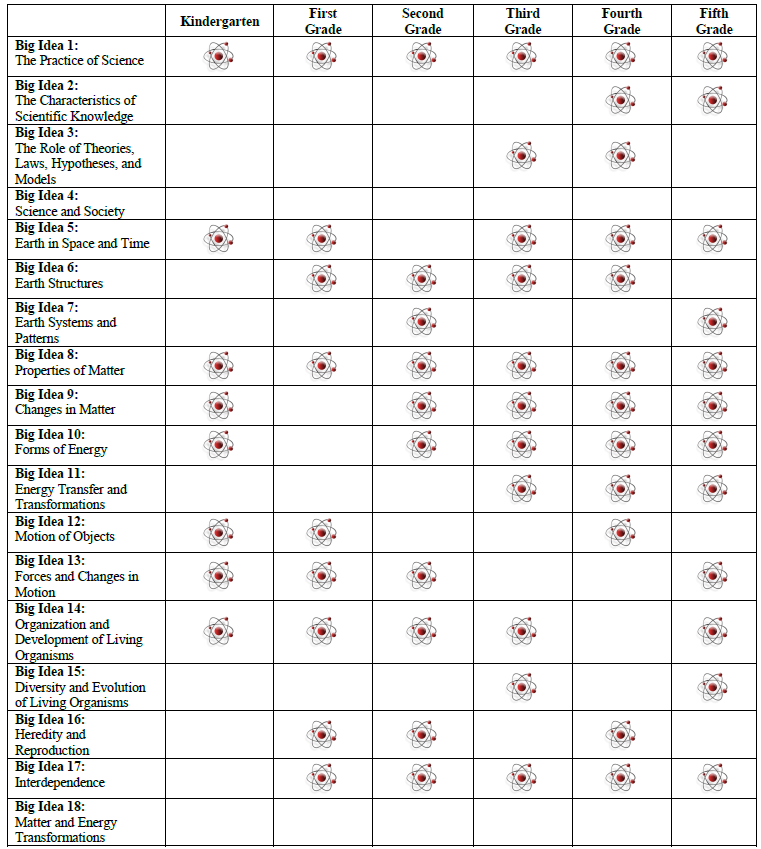 Kindergarten
First
Grade
Second
Grade
Third
Grade
Fourth
Grade
Fifth
Grade
Big Idea 1:
The Practice of Science
Big Idea 2:
The Characteristics of
Scientific Knowledge
Big Idea 3:
The Role of Theories,
Laws, Hypotheses, and
Models
Big Idea 4:
Science and Society
Big Idea 5:
Earth in Space and Time
Big Idea 6:
Earth Structures
Big Idea 7:
Earth Systems and
Patterns
Big Idea 8:
Properties of Matter
Big Idea 9:
Changes in Matter
Big Idea 10:
Forms of Energy
Big Idea 11:
Energy Transfer and
Transformations
Big Idea 12:
Motion of Objects
Big Idea 13:
Forces and Changes in
Motion
Big Idea 14:
Organization and
Development of Living
Organisms
Big Idea 15:
Diversity and Evolution
of Living Organisms
Big Idea 16:
Heredity and
Reproduction
Big Idea 17:
Interdependence
Big Idea 18:
Matter and Energy
Transformations